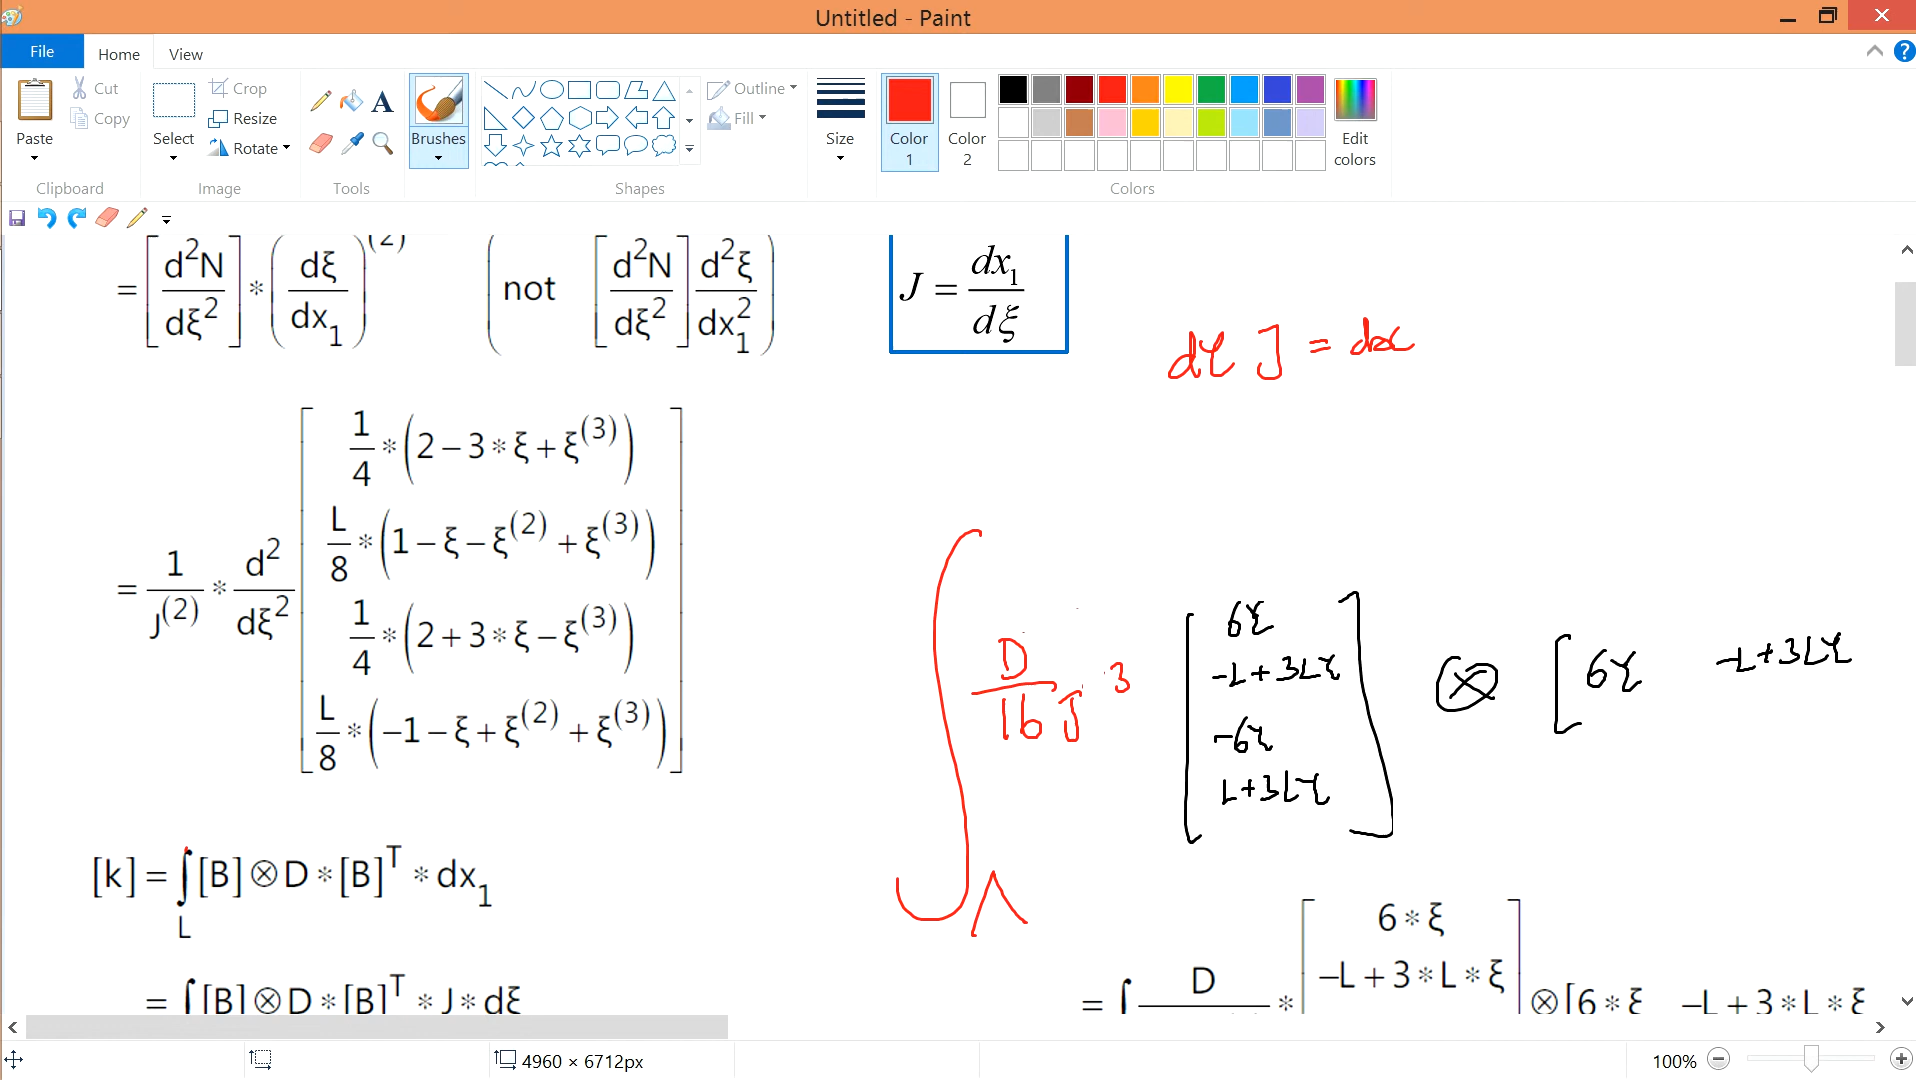 Untitled - Paint
File Home View
Paste Cut Copy Select Crop Resize Rotate Brushes Outline Fill Size Color 1 Color 2 Edit colors
Clipboard Image Tools Shapes Colors
= [d²N/dξ²] * (dξ/dx₁)^(2) (not [d²N/dξ²] d²ξ/dx₁²)
J = dx₁/dξ
dξ J = dx
= 1/J^(2) * d²/dξ² [1/4 * (2 − 3 * ξ + ξ^(3))
L/8 * (1 − ξ − ξ^(2) + ξ^(3))
1/4 * (2 + 3 * ξ − ξ^(3))
L/8 * (−1 − ξ + ξ^(2) + ξ^(3))]
∫ D/16J³ [6ξ
-L+3Lξ
-6ξ
L+3Lξ] ⊗ [6ξ -L+3Lξ
[k] = ∫L [B] ⊗ D * [B]^T * dx₁
= ∫ [B] ⊗ D * [B]^T * J * dξ
= ∫ D * [6 * ξ
−L + 3 * L * ξ] ⊗ [6 * ξ −L + 3 * L * ξ
4960 × 6712px 100%